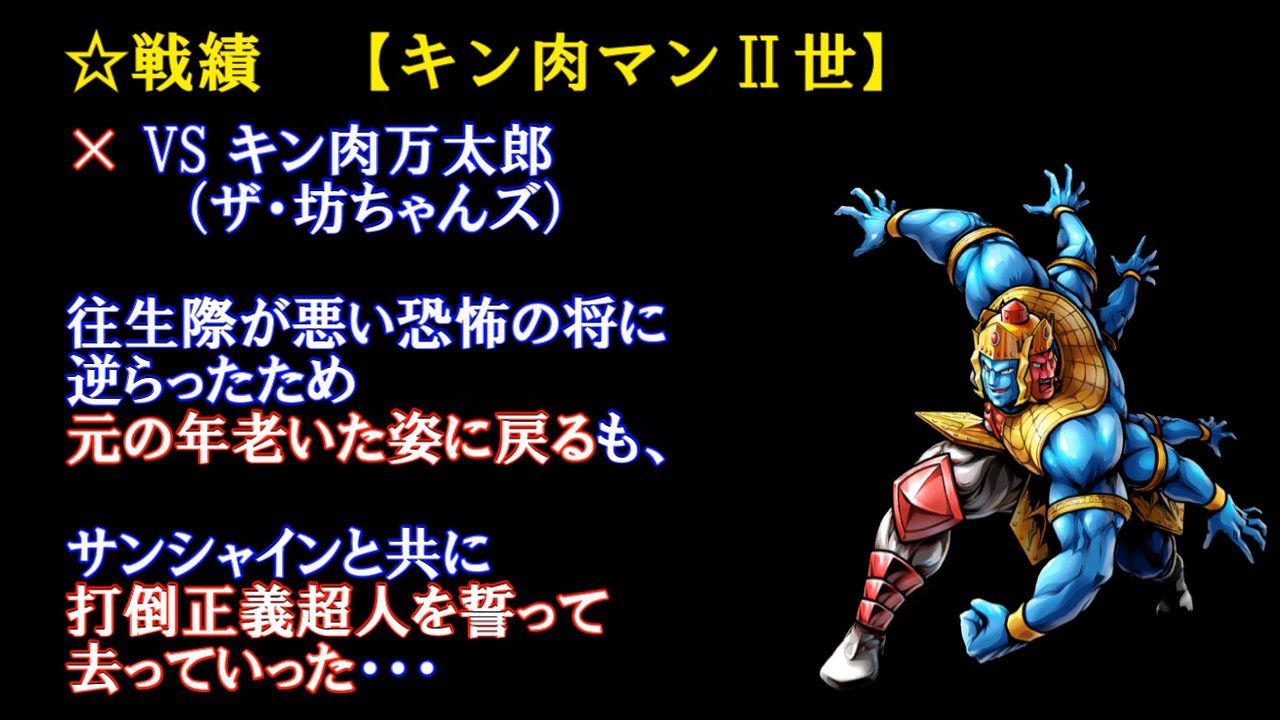 ☆戦績　【キン肉マンⅡ世】
× VS キン肉万太郎
（ザ・坊ちゃんズ）
往生際が悪い恐怖の将に
逆らったため
元の年老いた姿に戻るも、
サンシャインと共に
打倒正義超人を誓って
去っていった・・・